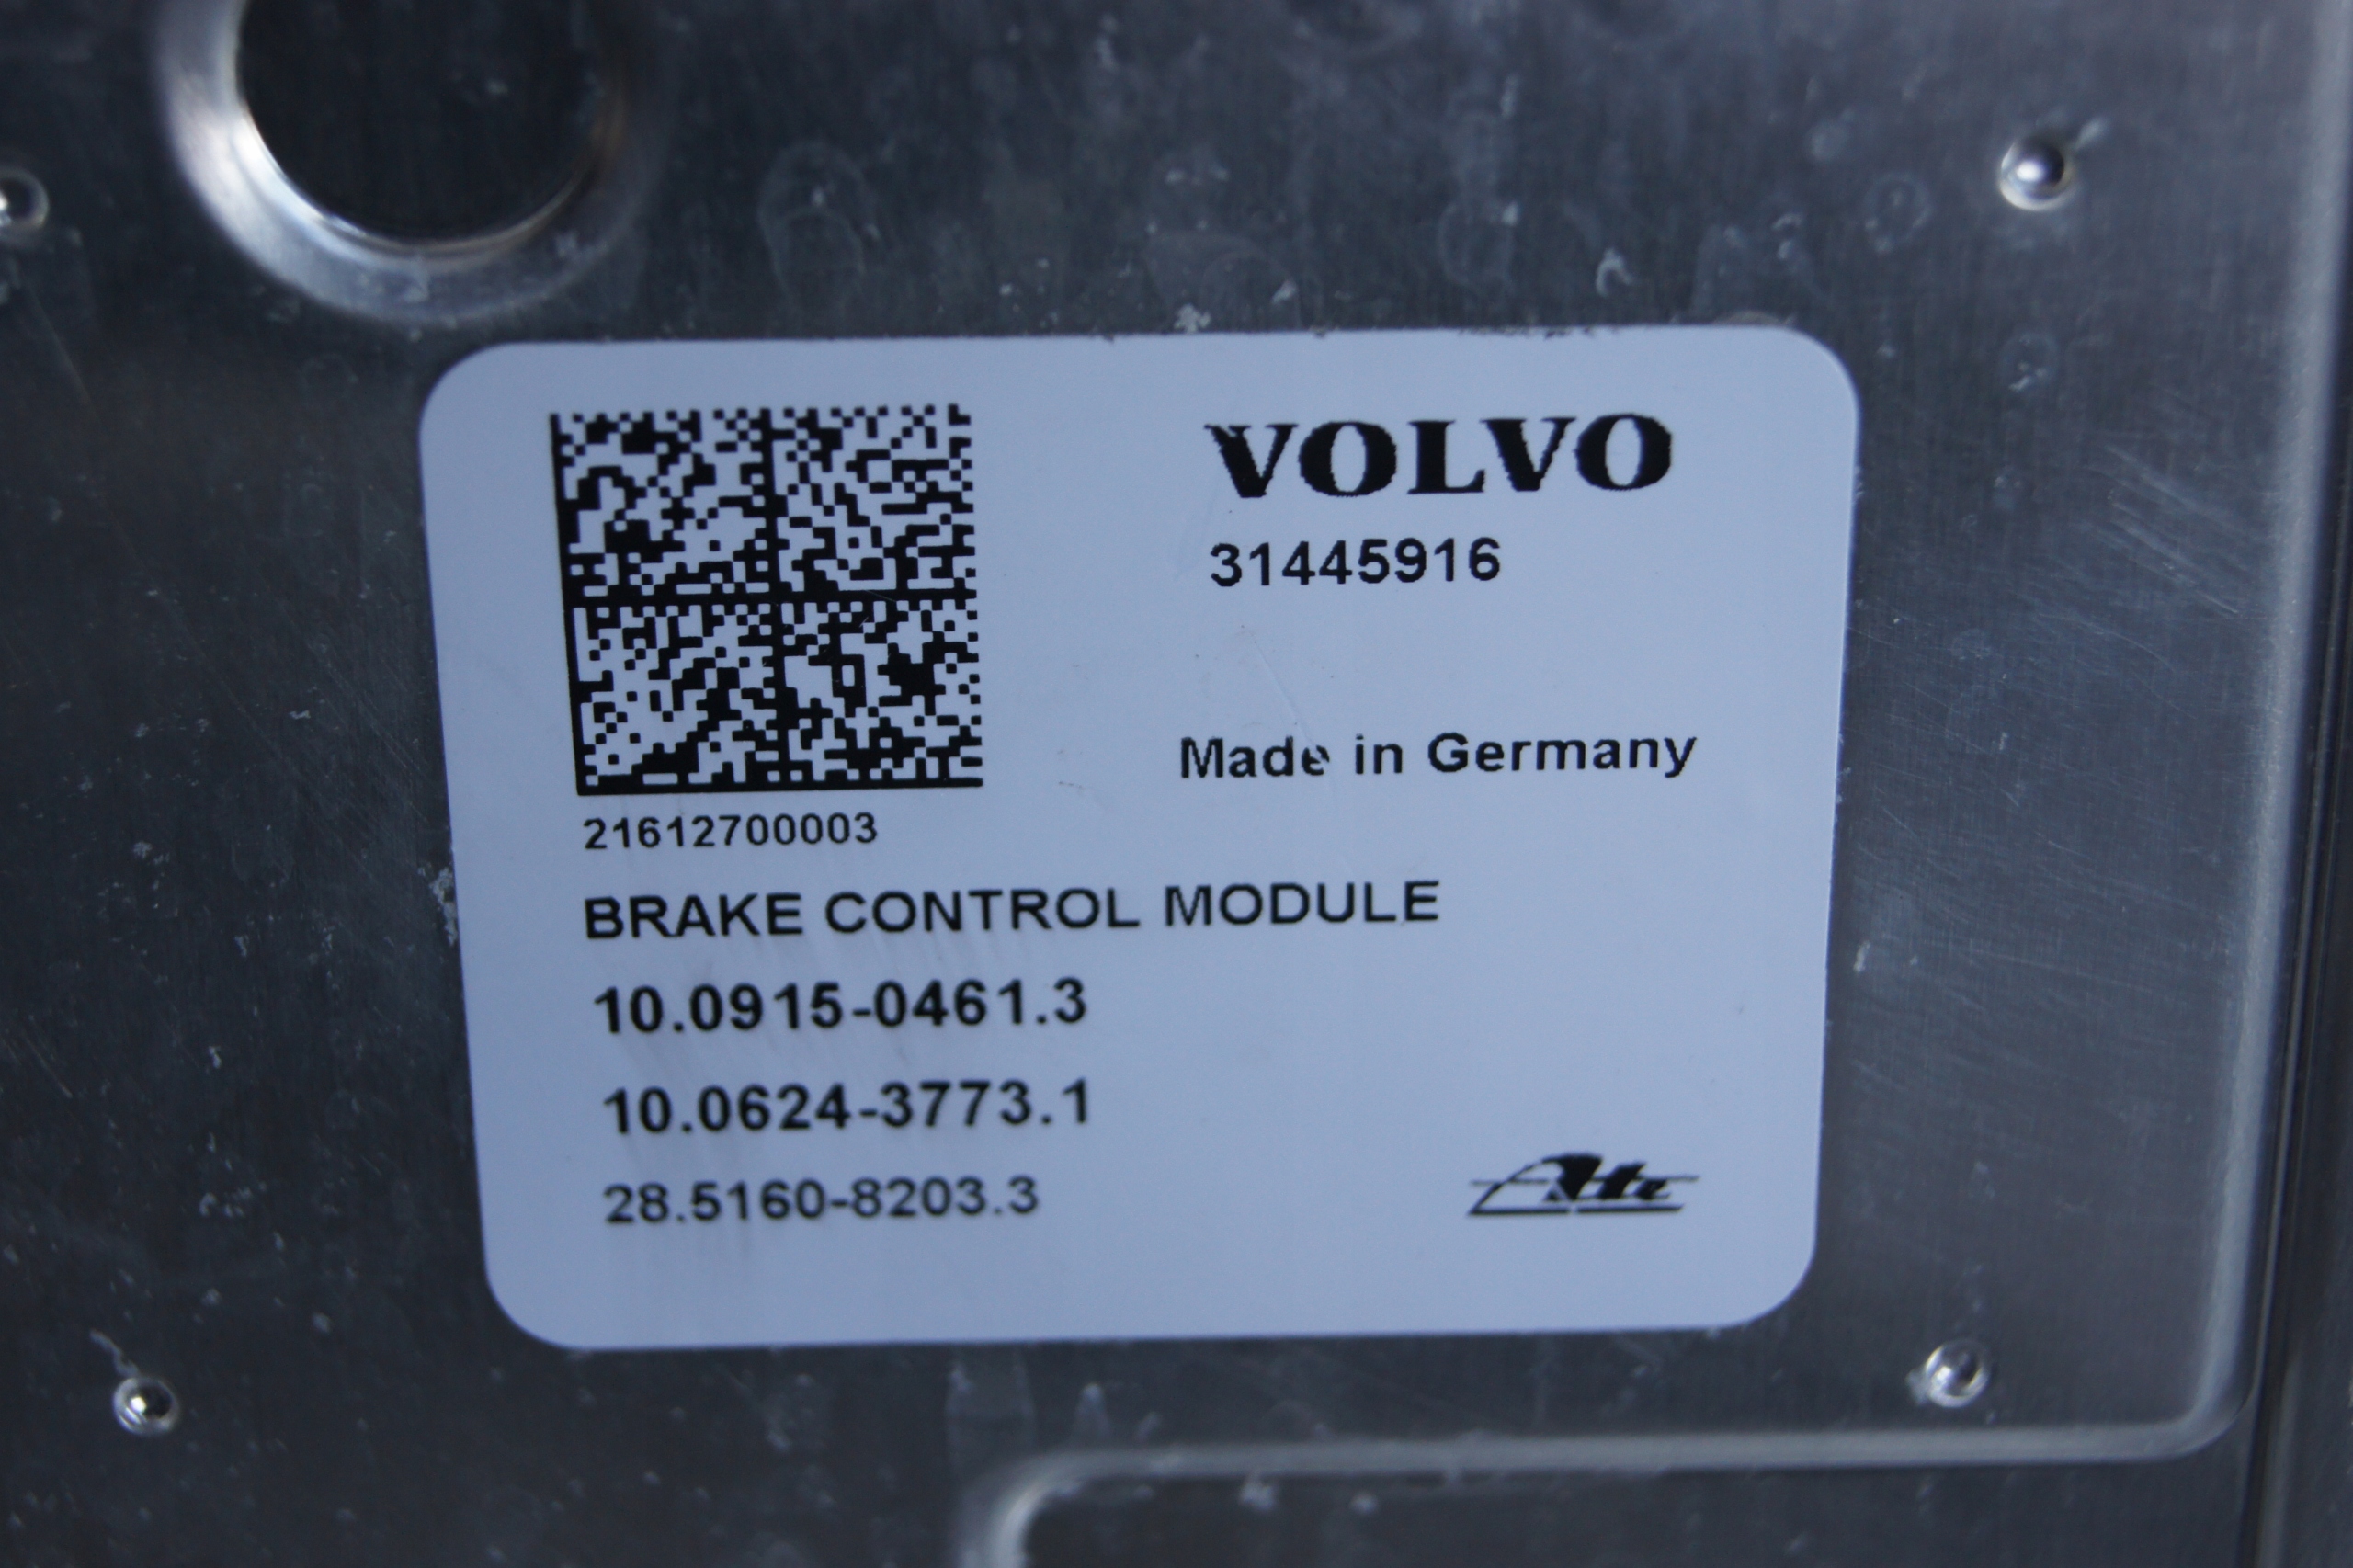 VOLVO
31445916
Made in Germany
21612700003
BRAKE CONTROL MODULE
10.0915-0461.3
10.0624-3773.1
28.5160-8203.3
Ate